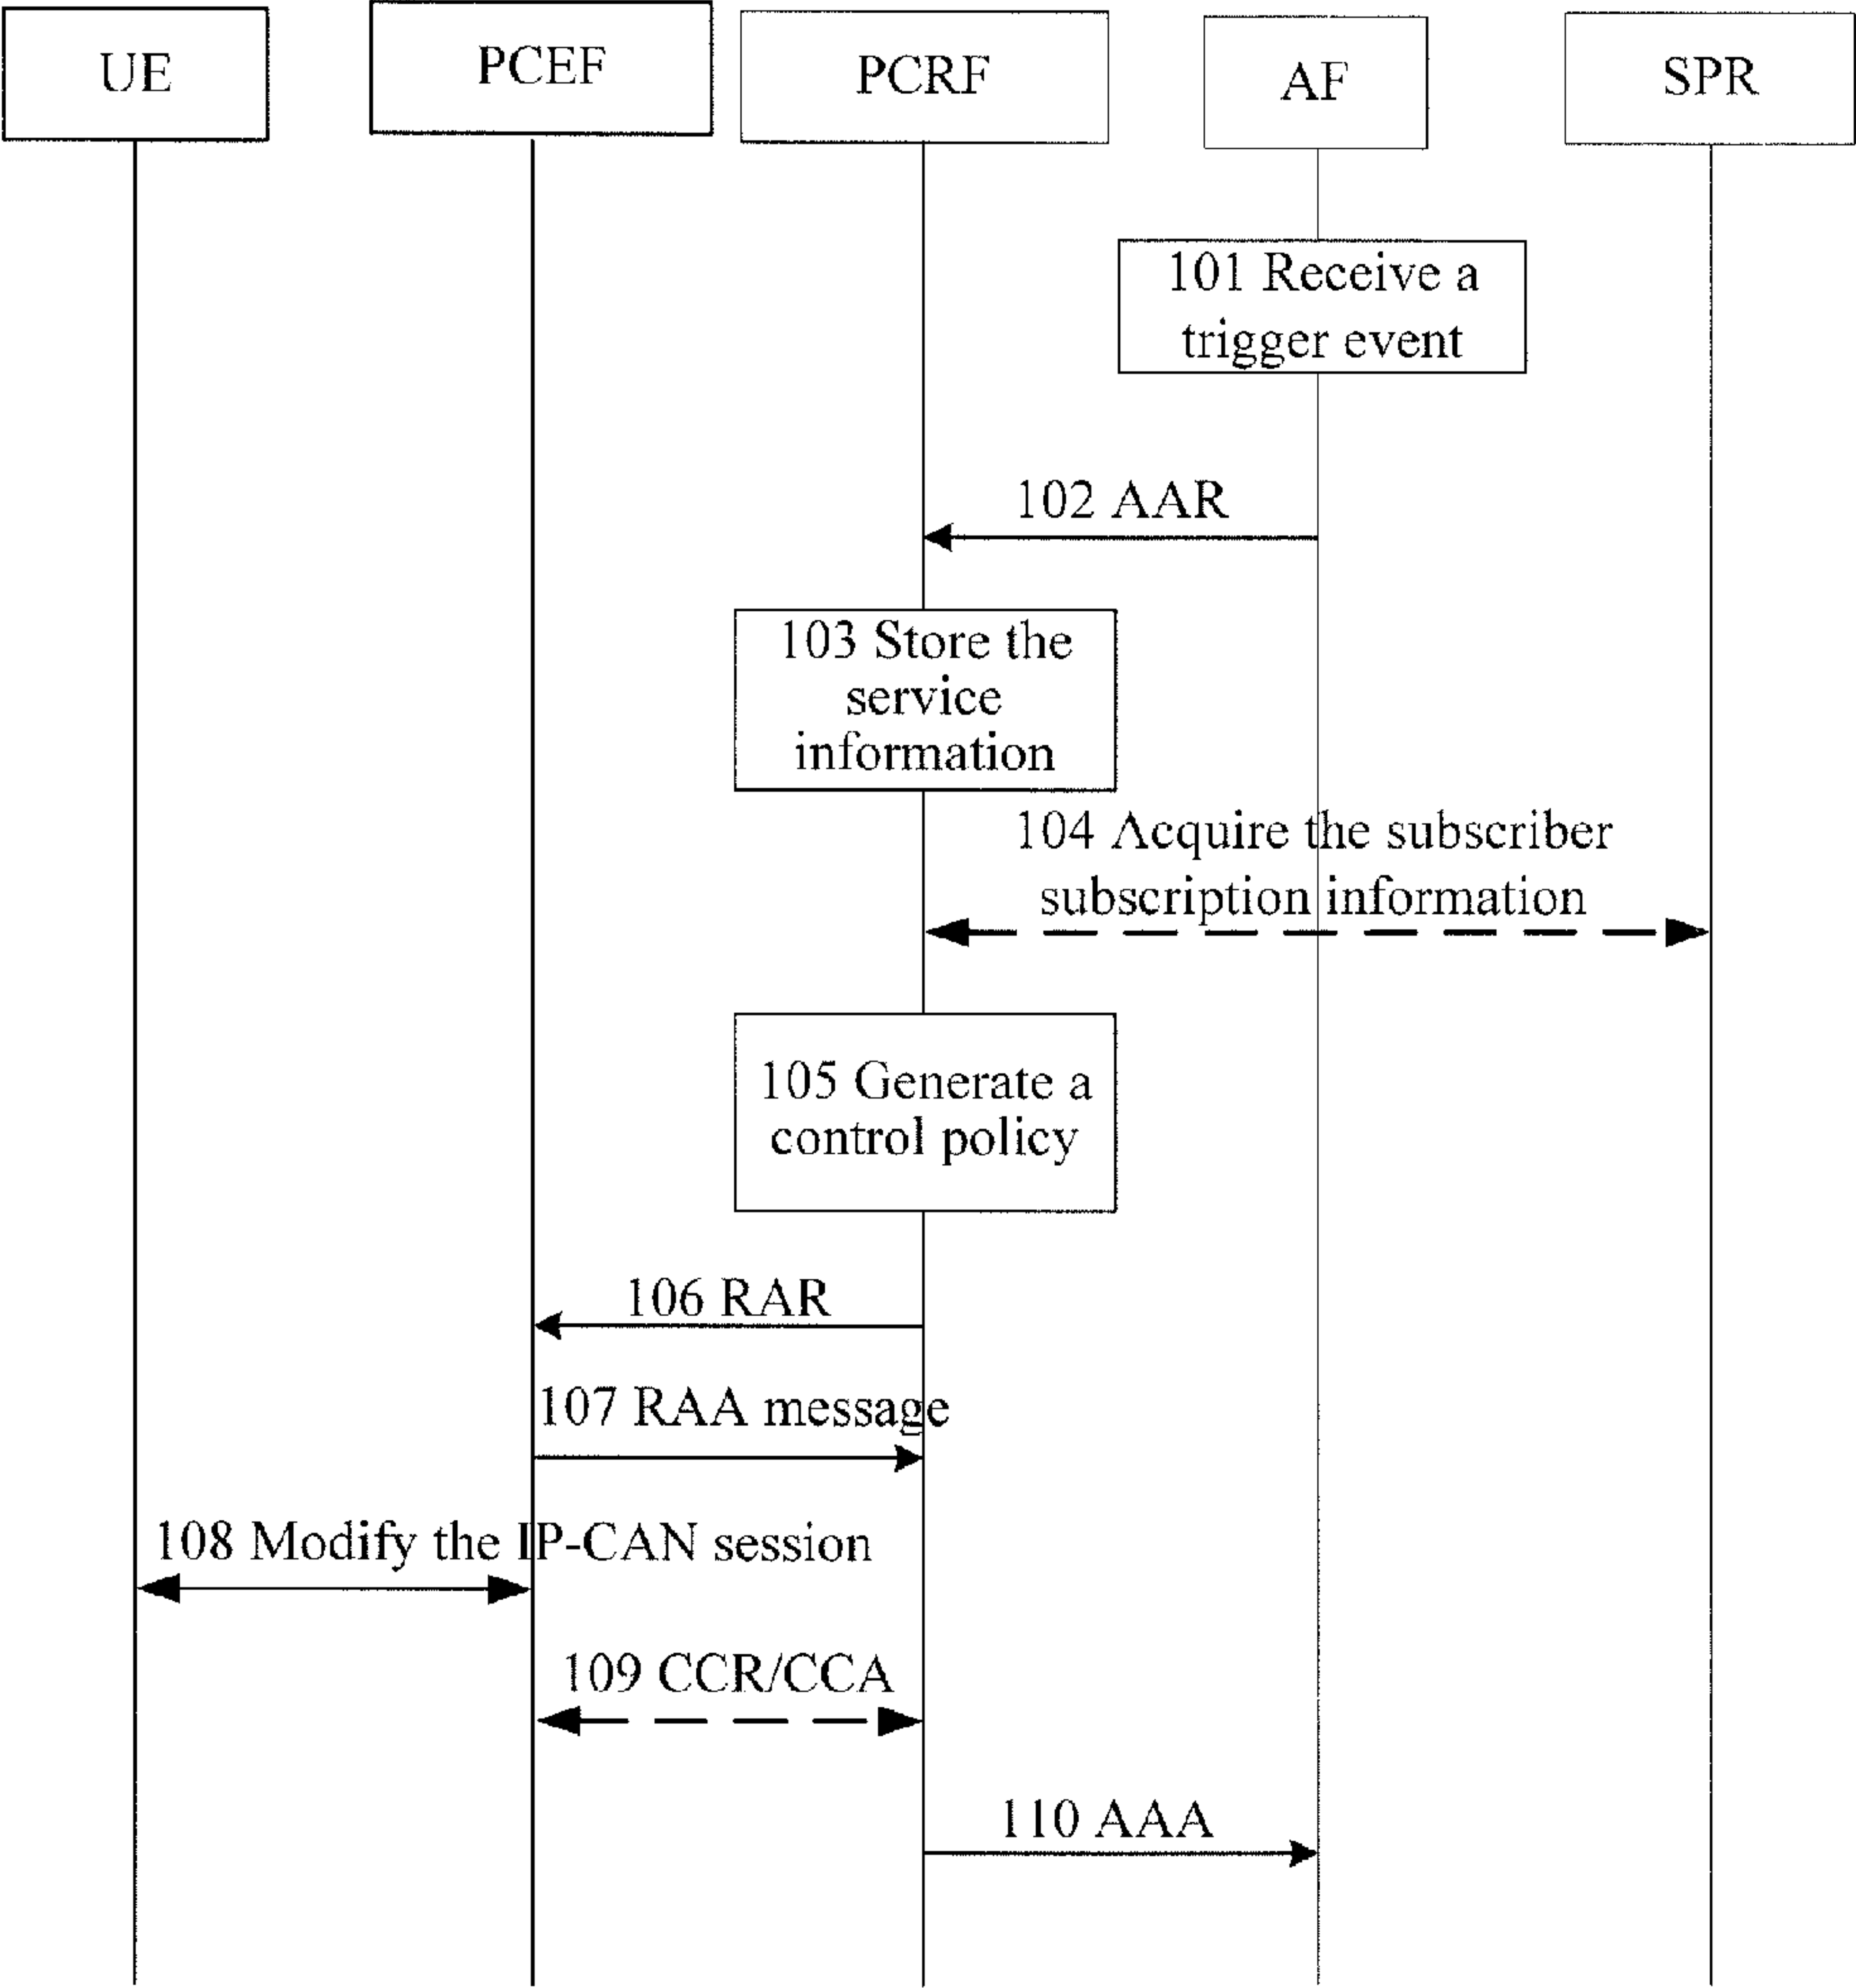 UE
PCEF
PCRF
AF
SPR
101 Receive a
trigger event
102 AAR
103 Store the
service
information
104 Acquire the subscriber
subscription information
105 Generate a
control policy
106 RAR
107 RAA message
108 Modify the IP-CAN session
109 CCR/CCA
110 AAA